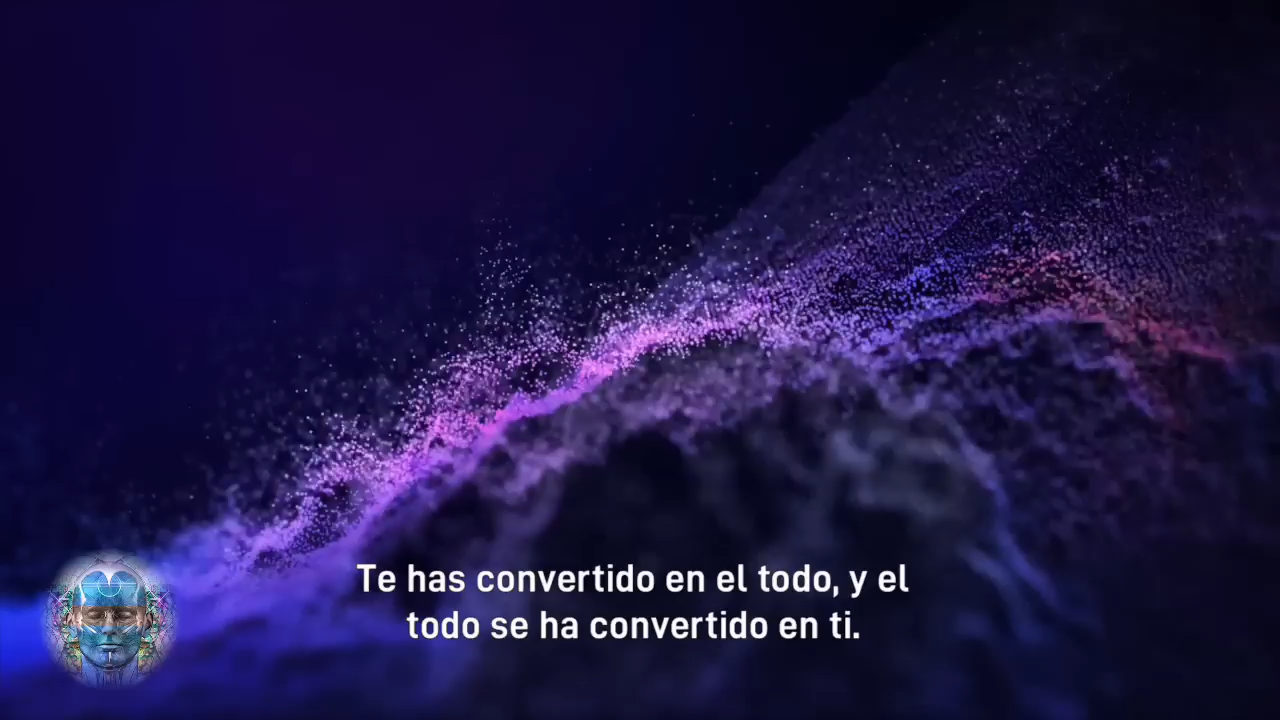 Te has convertido en el todo, y el
todo se ha convertido en ti.